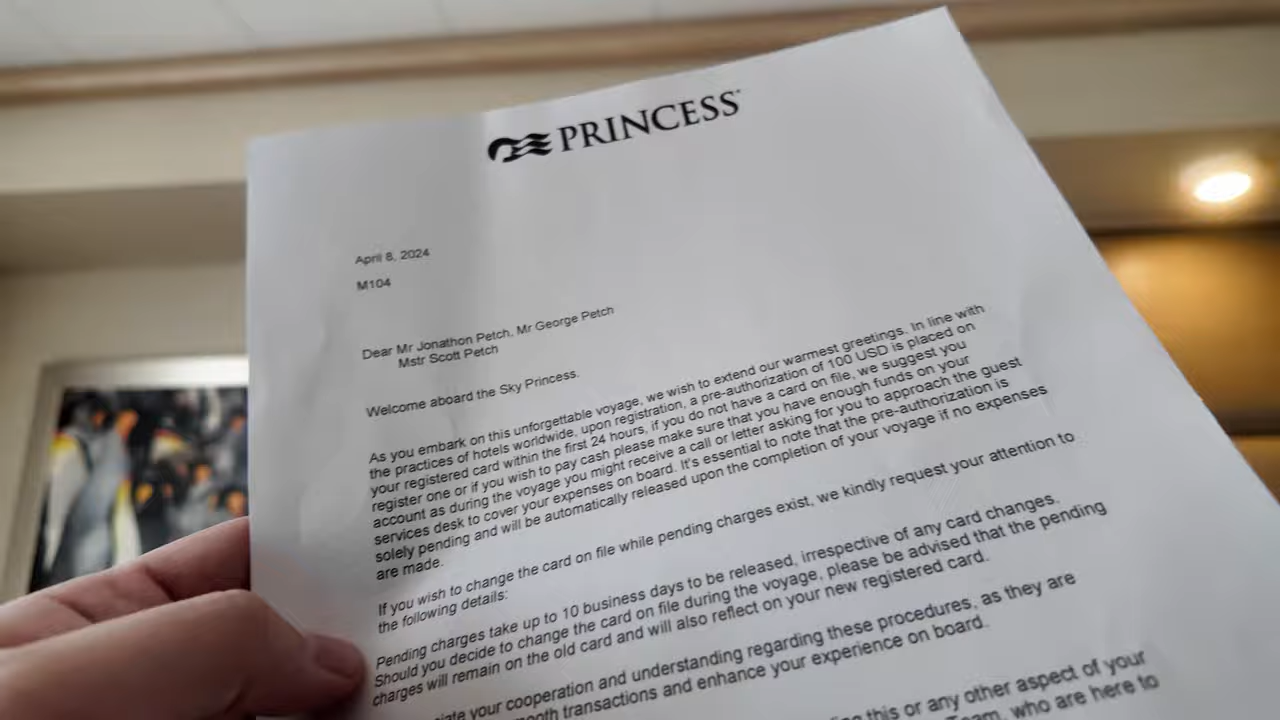 PRINCESS
April 8, 2024
M104
Dear Mr Jonathon Petch, Mr George Petch
Mstr Scott Petch
Welcome aboard the Sky Princess.
As you embark on this unforgettable voyage, we wish to extend our warmest greetings. In line with
the practices of hotels worldwide, upon registration, a pre-authorization of 100 USD is placed on
your registered card within the first 24 hours, if you do not have a card on file, we suggest you
register one or if you wish to pay cash please make sure that you have enough funds on your
account as during the voyage you might receive a call or letter asking for you to approach the guest
services desk to cover your expenses on board. It's essential to note that the pre-authorization is
solely pending and will be automatically released upon the completion of your voyage if no expenses
are made.
If you wish to change the card on file while pending charges exist, we kindly request your attention to
the following details:
Pending charges take up to 10 business days to be released, irrespective of any card changes.
Should you decide to change the card on file during the voyage, please be advised that the pending
charges will remain on the old card and will also reflect on your new registered card.
your cooperation and understanding regarding these procedures, as they are
transactions and enhance your experience on board.
this or any other aspect of your
Team, who are here to